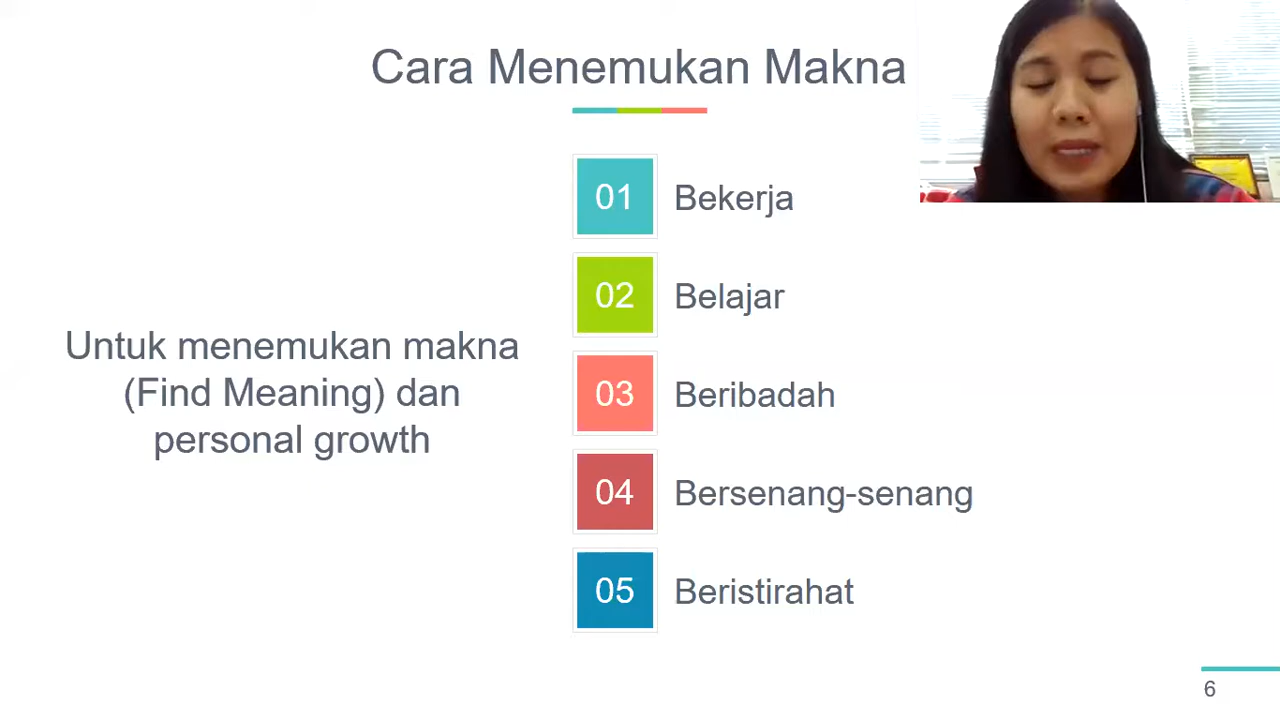 Cara Menemukan Makna
Untuk menemukan makna
(Find Meaning) dan
personal growth
01 Bekerja
02 Belajar
03 Beribadah
04 Bersenang-senang
05 Beristirahat
6